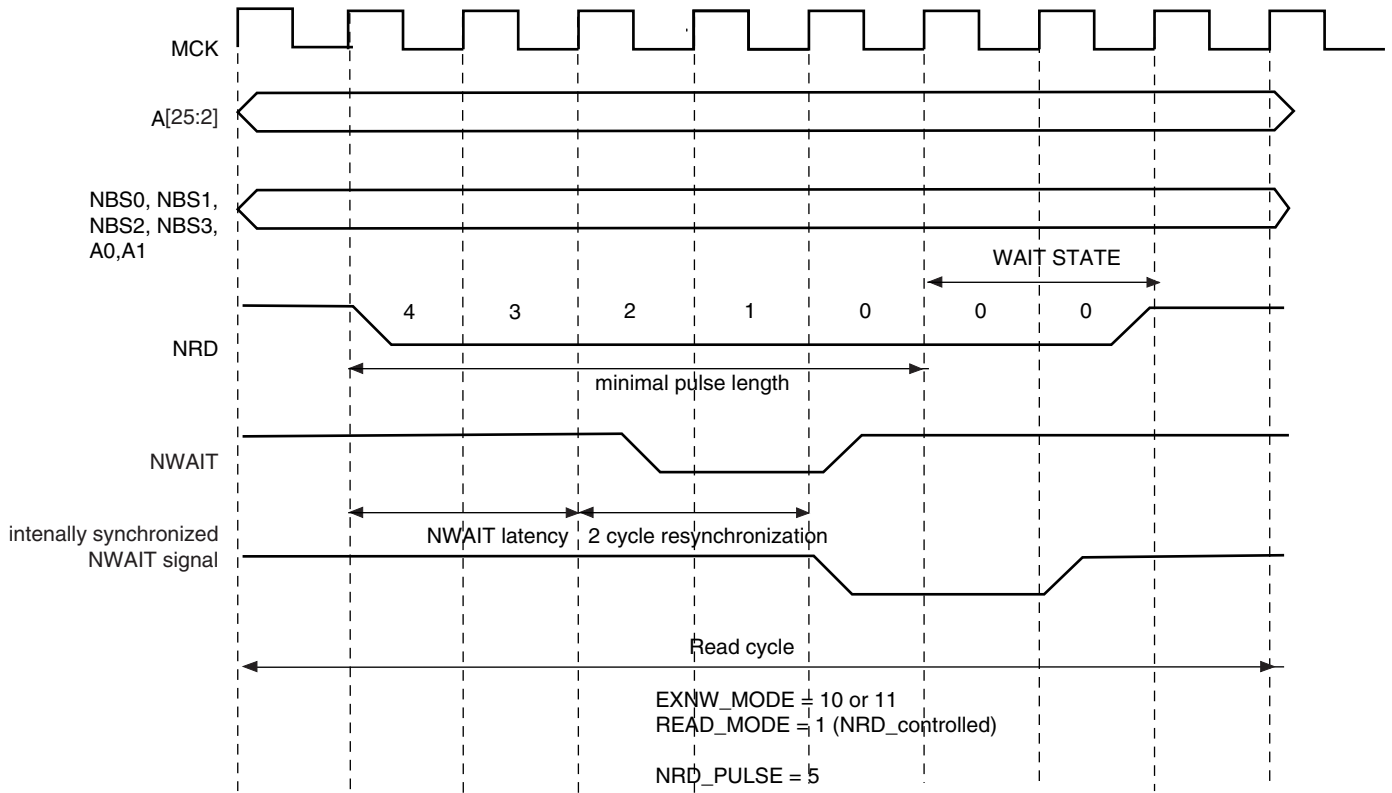 MCK
A[25:2]
NBS0, NBS1,
NBS2, NBS3,
A0,A1
WAIT STATE
4 3 2 1 0 0 0
NRD
minimal pulse length
NWAIT
intenally synchronized
NWAIT signal
NWAIT latency 2 cycle resynchronization
Read cycle
EXNW_MODE = 10 or 11
READ_MODE = 1 (NRD_controlled)
NRD_PULSE = 5